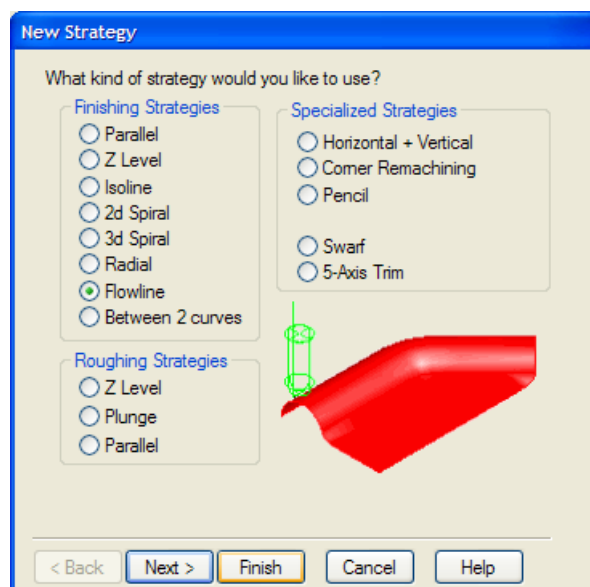 New Strategy
What kind of strategy would you like to use?
Finishing Strategies
Parallel
Z Level
Isoline
2d Spiral
3d Spiral
Radial
Flowline
Between 2 curves
Specialized Strategies
Horizontal + Vertical
Corner Remachining
Pencil
Swarf
5-Axis Trim
Roughing Strategies
Z Level
Plunge
Parallel
< Back
Next >
Finish
Cancel
Help